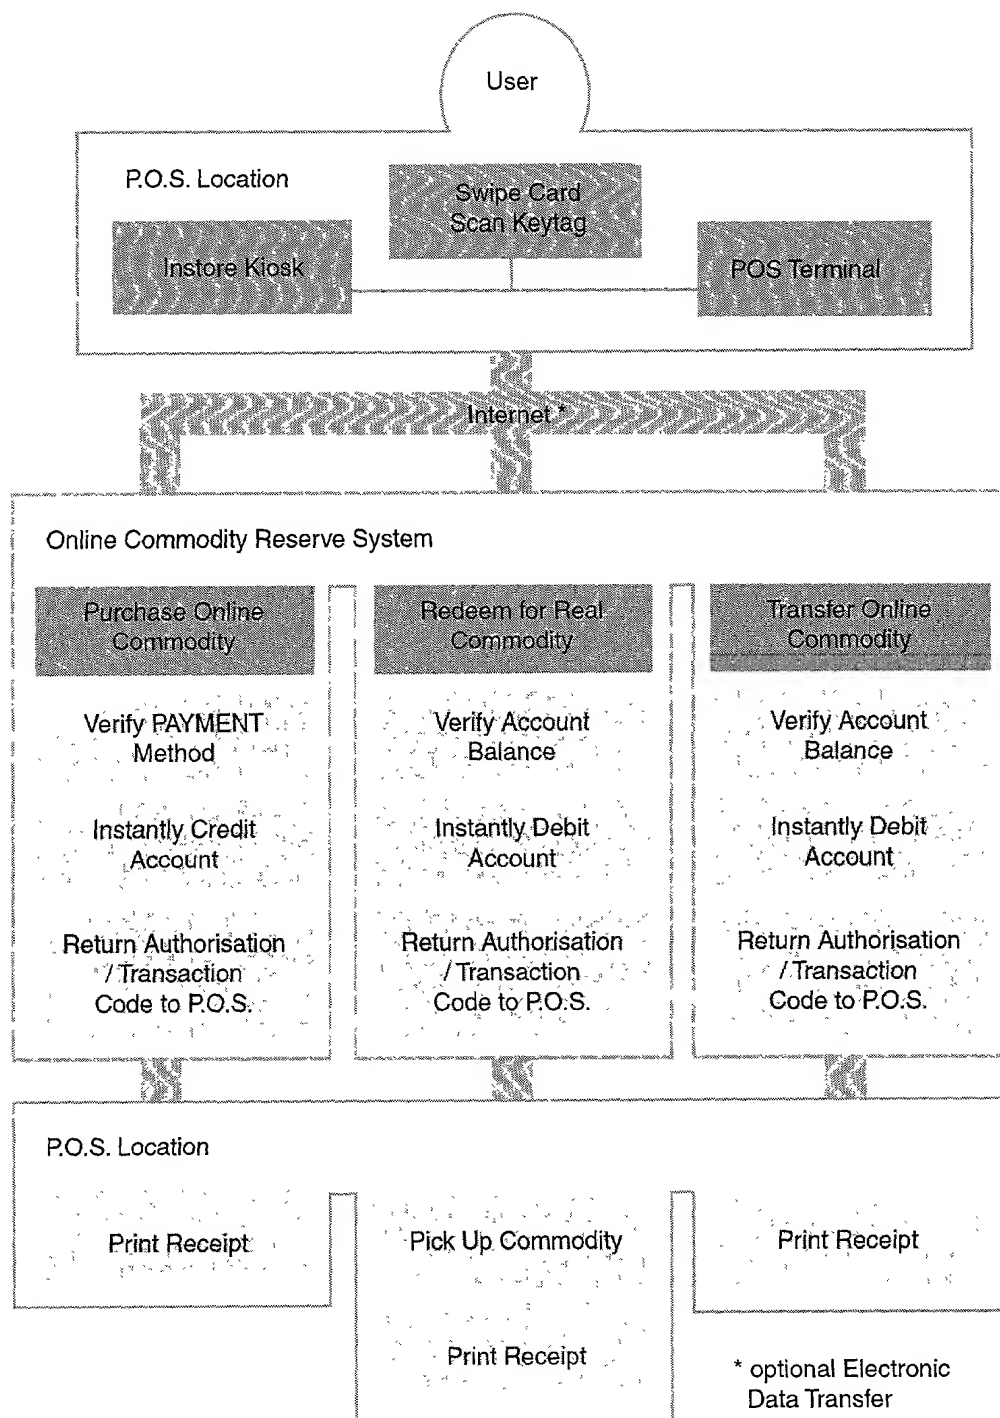 User
P.O.S. Location
Swipe Card
Scan Keytag
Instore Kiosk
POS Terminal
Internet *
Online Commodity Reserve System
Purchase Online
Commodity
Verify PAYMENT
Method
Instantly Credit
Account
Return Authorisation
/ Transaction
Code to P.O.S.
Redeem for Real
Commodity
Verify Account
Balance
Instantly Debit
Account
Return Authorisation
/ Transaction
Code to P.O.S.
Transfer Online
Commodity
Verify Account
Balance
Instantly Debit
Account
Return Authorisation
/ Transaction
Code to P.O.S.
P.O.S. Location
Print Receipt
Pick Up Commodity
Print Receipt
Print Receipt
* optional Electronic
Data Transfer